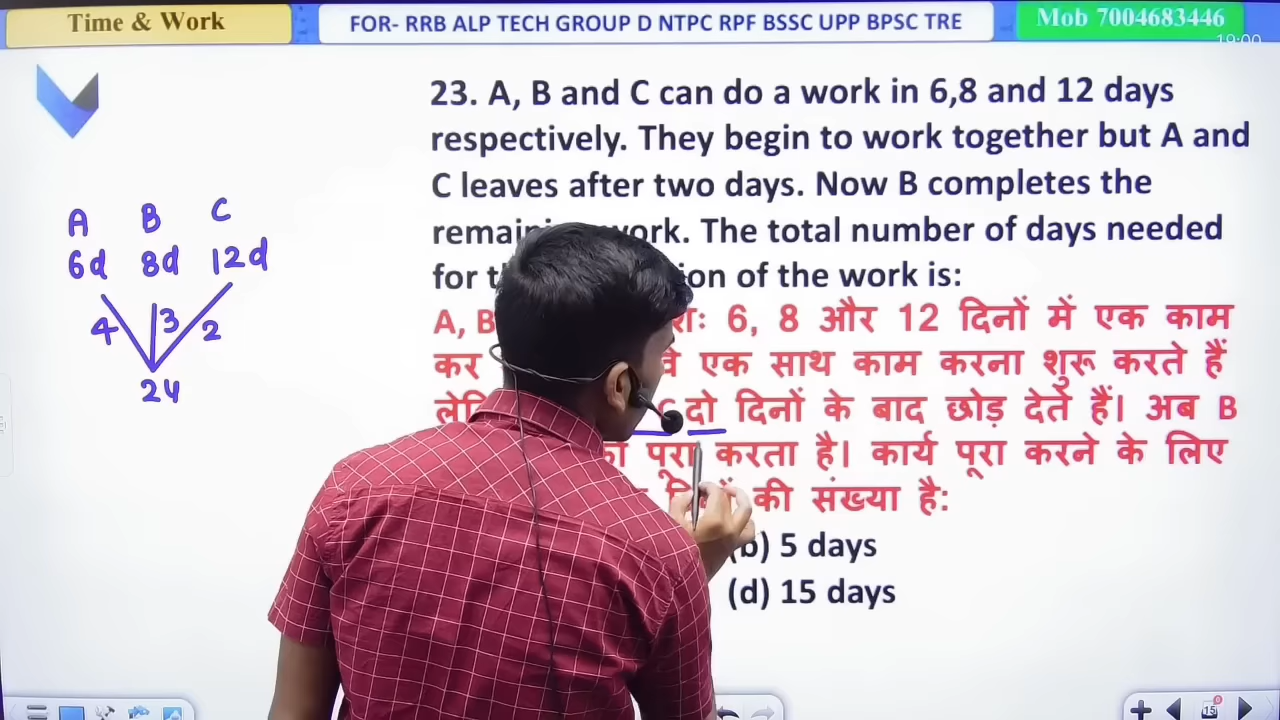 Time & Work
FOR- RRB ALP TECH GROUP D NTPC RPF BSSC UPP BPSC TRE
Mob 7004683446
19:00
23. A, B and C can do a work in 6,8 and 12 days
respectively. They begin to work together but A and
C leaves after two days. Now B completes the
work. The total number of days needed
for of the work is:
A, 6, 8 और 12 दिनों में एक काम
कर एक साथ काम करना शुरू करते हैं
दो दिनों के बाद छोड़ देते हैं। अब B
पूरा करता है। कार्य पूरा करने के लिए
की संख्या है:
(b) 5 days
(d) 15 days
A B C
6d 8d 12d
4 3 2
24
15